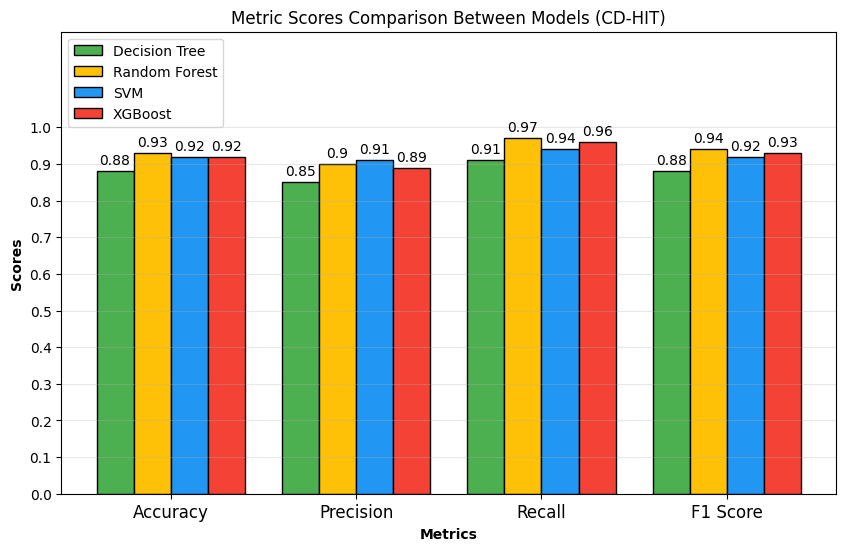 Metric Scores Comparison Between Models (CD-HIT)
Decision Tree
Random Forest
SVM
XGBoost
Scores
1.0
0.9
0.8
0.7
0.6
0.5
0.4
0.3
0.2
0.1
0.0
0.88
0.93
0.92
0.92
0.85
0.9
0.91
0.89
0.91
0.97
0.94
0.96
0.88
0.94
0.92
0.93
Accuracy
Precision
Recall
F1 Score
Metrics